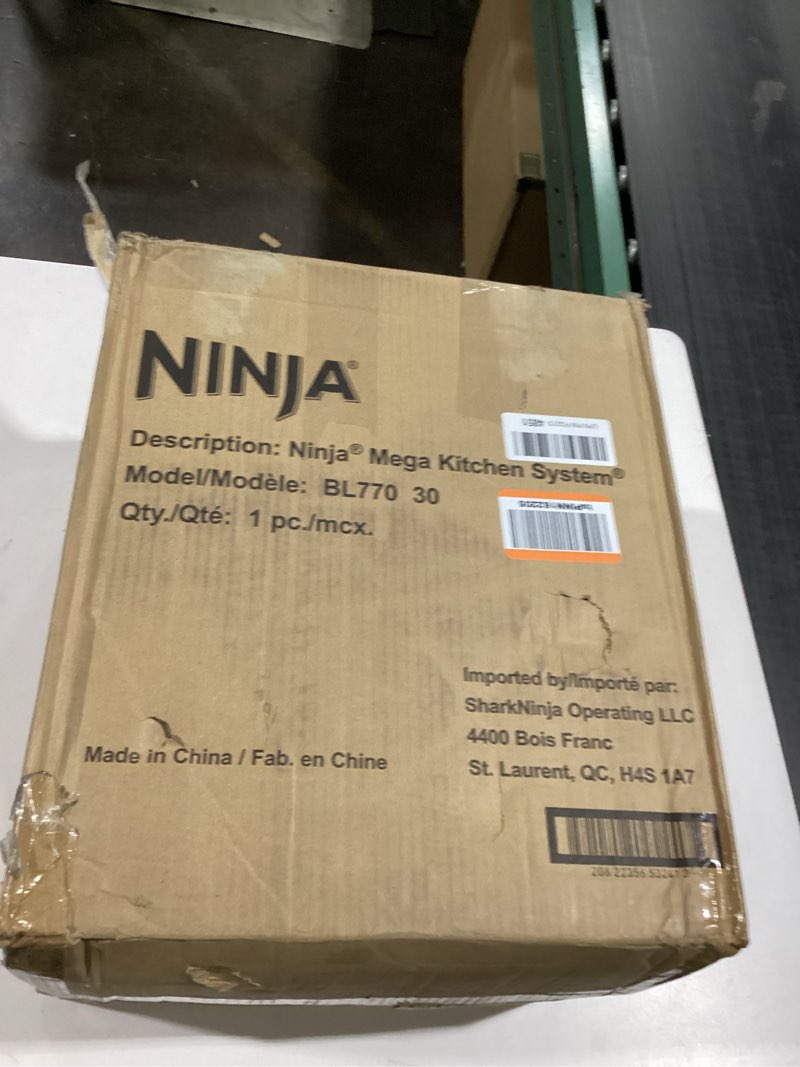 NINJA®
Description: Ninja® Mega Kitchen System®
Model/Modèle: BL770 30
Qty./Qté: 1 pc./mcx.
Imported by/Importé par:
SharkNinja Operating LLC
4400 Bois Franc
St. Laurent, QC, H4S 1A7
Made in China / Fab. en Chine